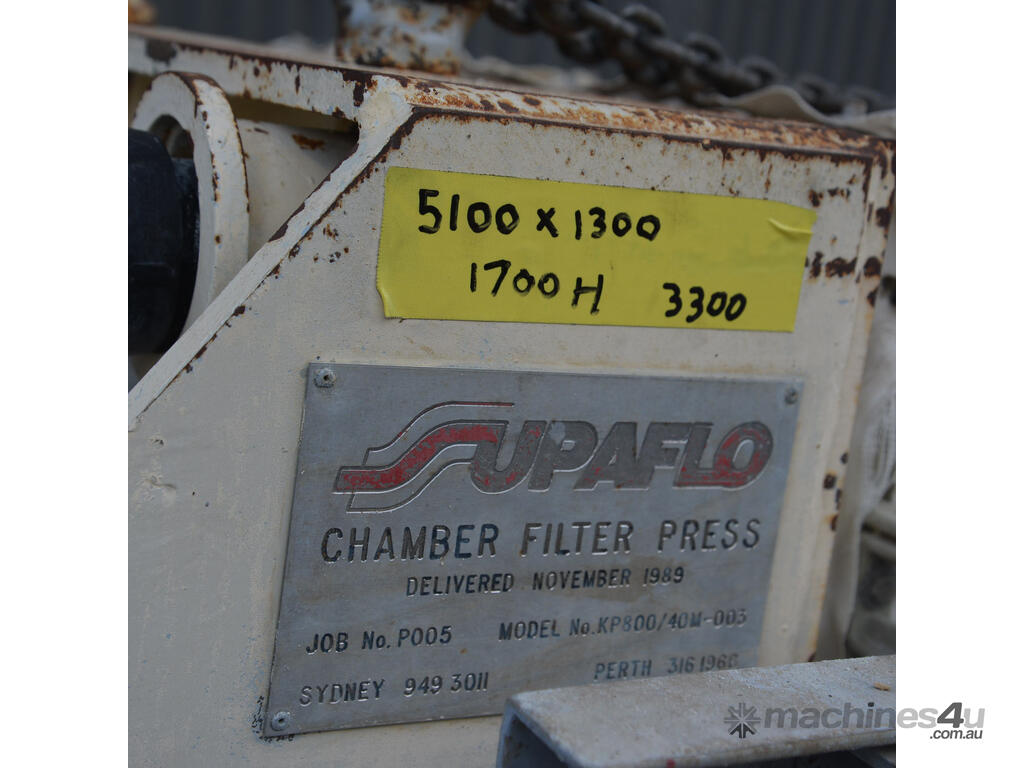 5100 x 1300
1700H 3300
SUPAFLO
CHAMBER FILTER PRESS
DELIVERED NOVEMBER 1989
JOB No. P005 MODEL No. KP800/40M-003
SYDNEY 949 3011 PERTH 316 1966
machines4u
.com.au